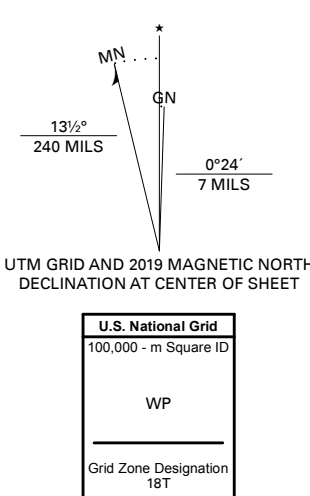 ★
MN
GN
13½°
240 MILS
0°24´
7 MILS
UTM GRID AND 2019 MAGNETIC NORTH
DECLINATION AT CENTER OF SHEET
U.S. National Grid
100,000 - m Square ID
WP
Grid Zone Designation
18T